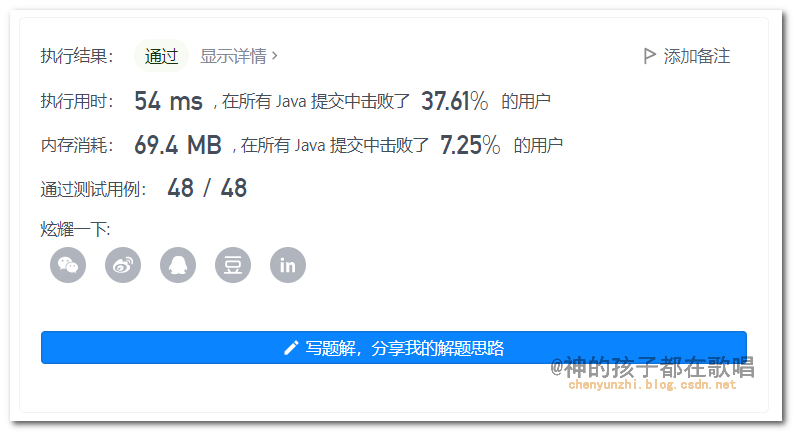 执行结果： 通过 显示详情 > 添加备注
执行用时： 54 ms , 在所有 Java 提交中击败了 37.61% 的用户
内存消耗： 69.4 MB , 在所有 Java 提交中击败了 7.25% 的用户
通过测试用例： 48 / 48
炫耀一下:
豆 in
写题解，分享我的解题思路
@神的孩子都在歌唱
chenyunzhi.blog.csdn.net